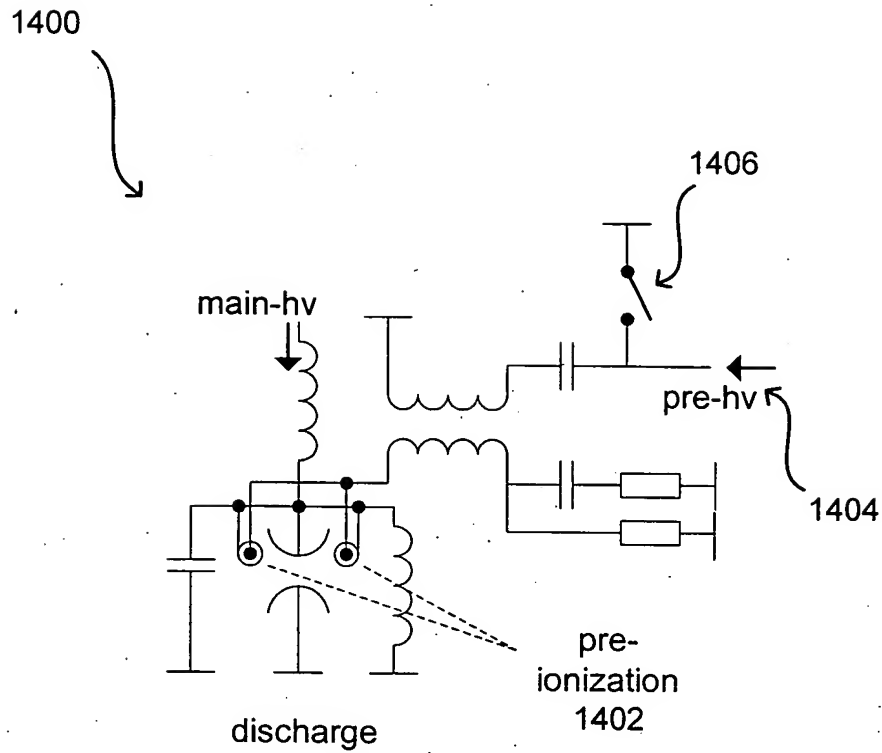 1400
1406
main-hv
pre-hv
1404
pre-
ionization
1402
discharge